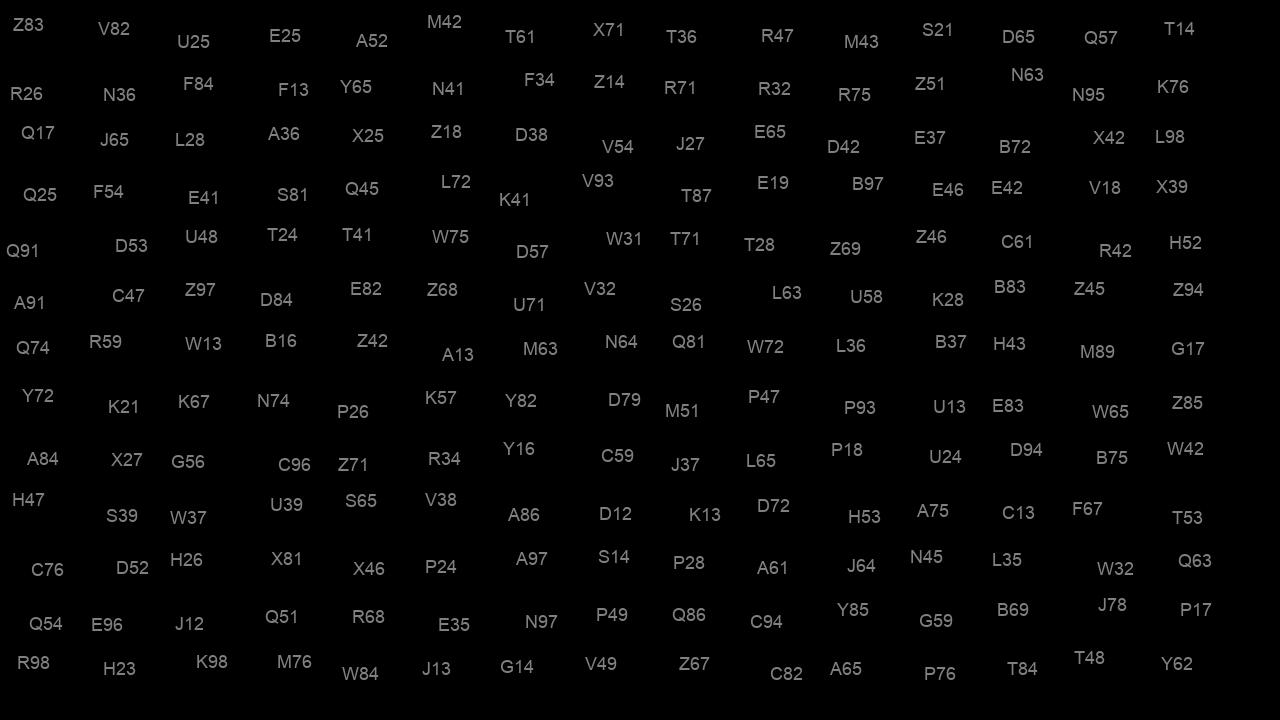 Z83 V82 U25 E25 A52 M42 T61 X71 T36 R47 M43 S21 D65 Q57 T14
R26 N36 F84 F13 Y65 N41 F34 Z14 R71 R32 R75 Z51 N63 N95 K76
Q17 J65 L28 A36 X25 Z18 D38 V54 J27 E65 D42 E37 B72 X42 L98
Q25 F54 E41 S81 Q45 L72 K41 V93 T87 E19 B97 E46 E42 V18 X39
Q91 D53 U48 T24 T41 W75 D57 W31 T71 T28 Z69 Z46 C61 R42 H52
A91 C47 Z97 D84 E82 Z68 U71 V32 S26 L63 U58 K28 B83 Z45 Z94
Q74 R59 W13 B16 Z42 A13 M63 N64 Q81 W72 L36 B37 H43 M89 G17
Y72 K21 K67 N74 P26 K57 Y82 D79 M51 P47 P93 U13 E83 W65 Z85
A84 X27 G56 C96 Z71 R34 Y16 C59 J37 L65 P18 U24 D94 B75 W42
H47 S39 W37 U39 S65 V38 A86 D12 K13 D72 H53 A75 C13 F67 T53
C76 D52 H26 X81 X46 P24 A97 S14 P28 A61 J64 N45 L35 W32 Q63
Q54 E96 J12 Q51 R68 E35 N97 P49 Q86 C94 Y85 G59 B69 J78 P17
R98 H23 K98 M76 W84 J13 G14 V49 Z67 C82 A65 P76 T84 T48 Y62